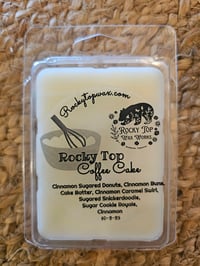 Rockytopwax.com
Rocky Top
Wax Works
Rocky Top
Coffee Cake
Cinnamon Sugared Donuts, Cinnamon Buns,
Cake Batter, Cinnamon Caramel Swirl,
Sugared Snickerdoodle,
Sugar Cookie Royale,
Cinnamon